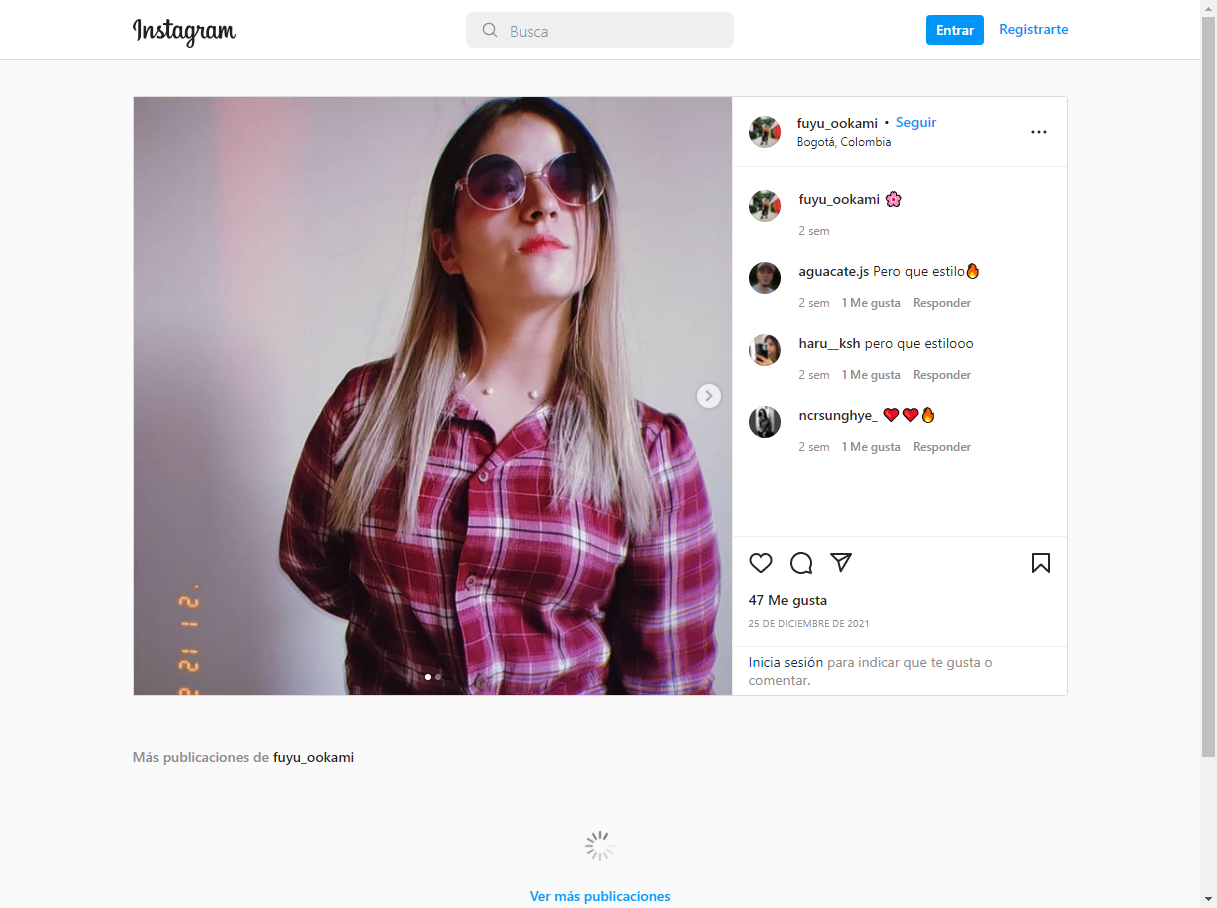 Instagram
Busca
Entrar
Registrarte
fuyu_ookami • Seguir
Bogotá, Colombia
fuyu_ookami 🌸
2 sem
aguacate.js Pero que estilo🔥
2 sem 1 Me gusta Responder
haru__ksh pero que estilooo
2 sem 1 Me gusta Responder
ncrsunghye_ ❤️❤️🔥
2 sem 1 Me gusta Responder
47 Me gusta
25 DE DICIEMBRE DE 2021
Inicia sesión para indicar que te gusta o
comentar.
Más publicaciones de fuyu_ookami
Ver más publicaciones